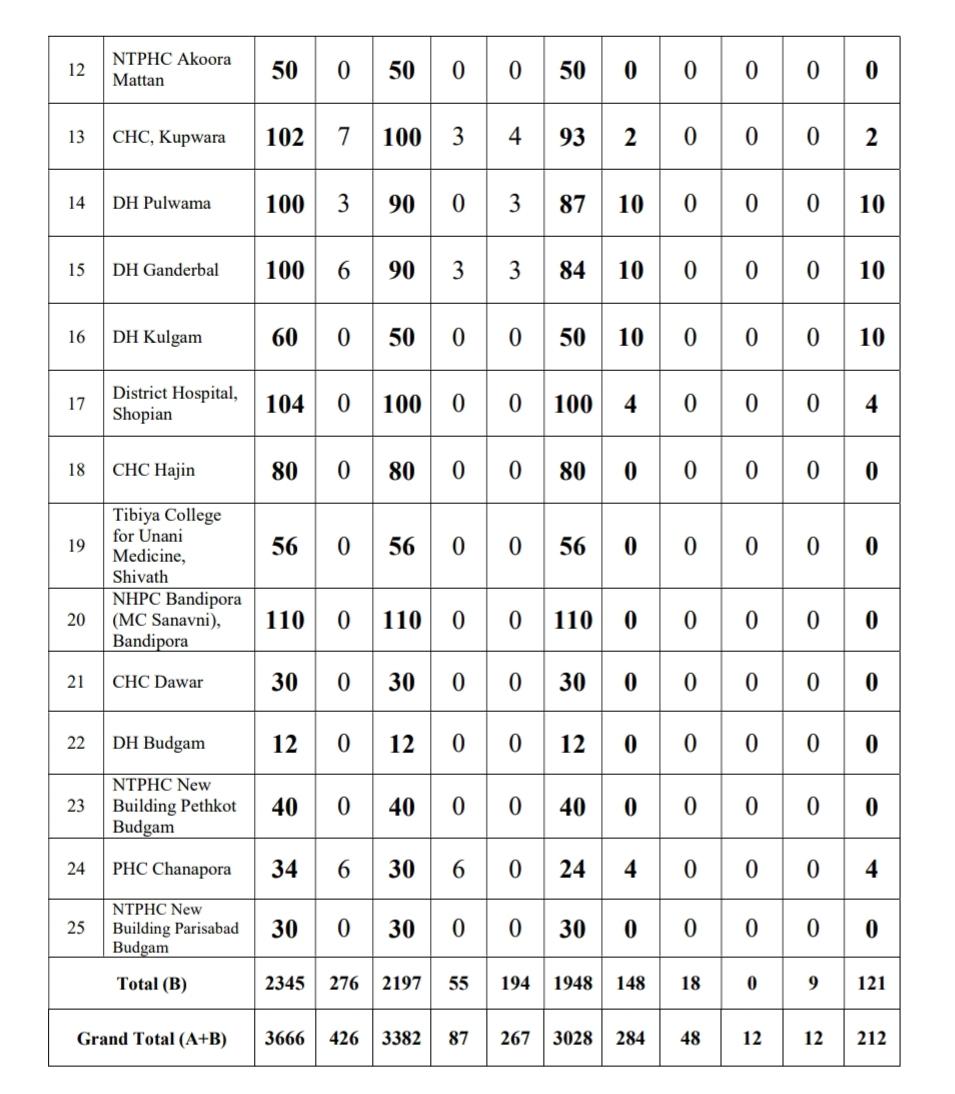 12 NTPHC Akoora Mattan 50 0 50 0 0 50 0 0 0 0 0
13 CHC, Kupwara 102 7 100 3 4 93 2 0 0 0 2
14 DH Pulwama 100 3 90 0 3 87 10 0 0 0 10
15 DH Ganderbal 100 6 90 3 3 84 10 0 0 0 10
16 DH Kulgam 60 0 50 0 0 50 10 0 0 0 10
17 District Hospital, Shopian 104 0 100 0 0 100 4 0 0 0 4
18 CHC Hajin 80 0 80 0 0 80 0 0 0 0 0
19 Tibiya College for Unani Medicine, Shivath 56 0 56 0 0 56 0 0 0 0 0
20 NHPC Bandipora (MC Sanavni), Bandipora 110 0 110 0 0 110 0 0 0 0 0
21 CHC Dawar 30 0 30 0 0 30 0 0 0 0 0
22 DH Budgam 12 0 12 0 0 12 0 0 0 0 0
23 NTPHC New Building Pethkot Budgam 40 0 40 0 0 40 0 0 0 0 0
24 PHC Chanapora 34 6 30 6 0 24 4 0 0 0 4
25 NTPHC New Building Parisabad Budgam 30 0 30 0 0 30 0 0 0 0 0
Total (B) 2345 276 2197 55 194 1948 148 18 0 9 121
Grand Total (A+B) 3666 426 3382 87 267 3028 284 48 12 12 212